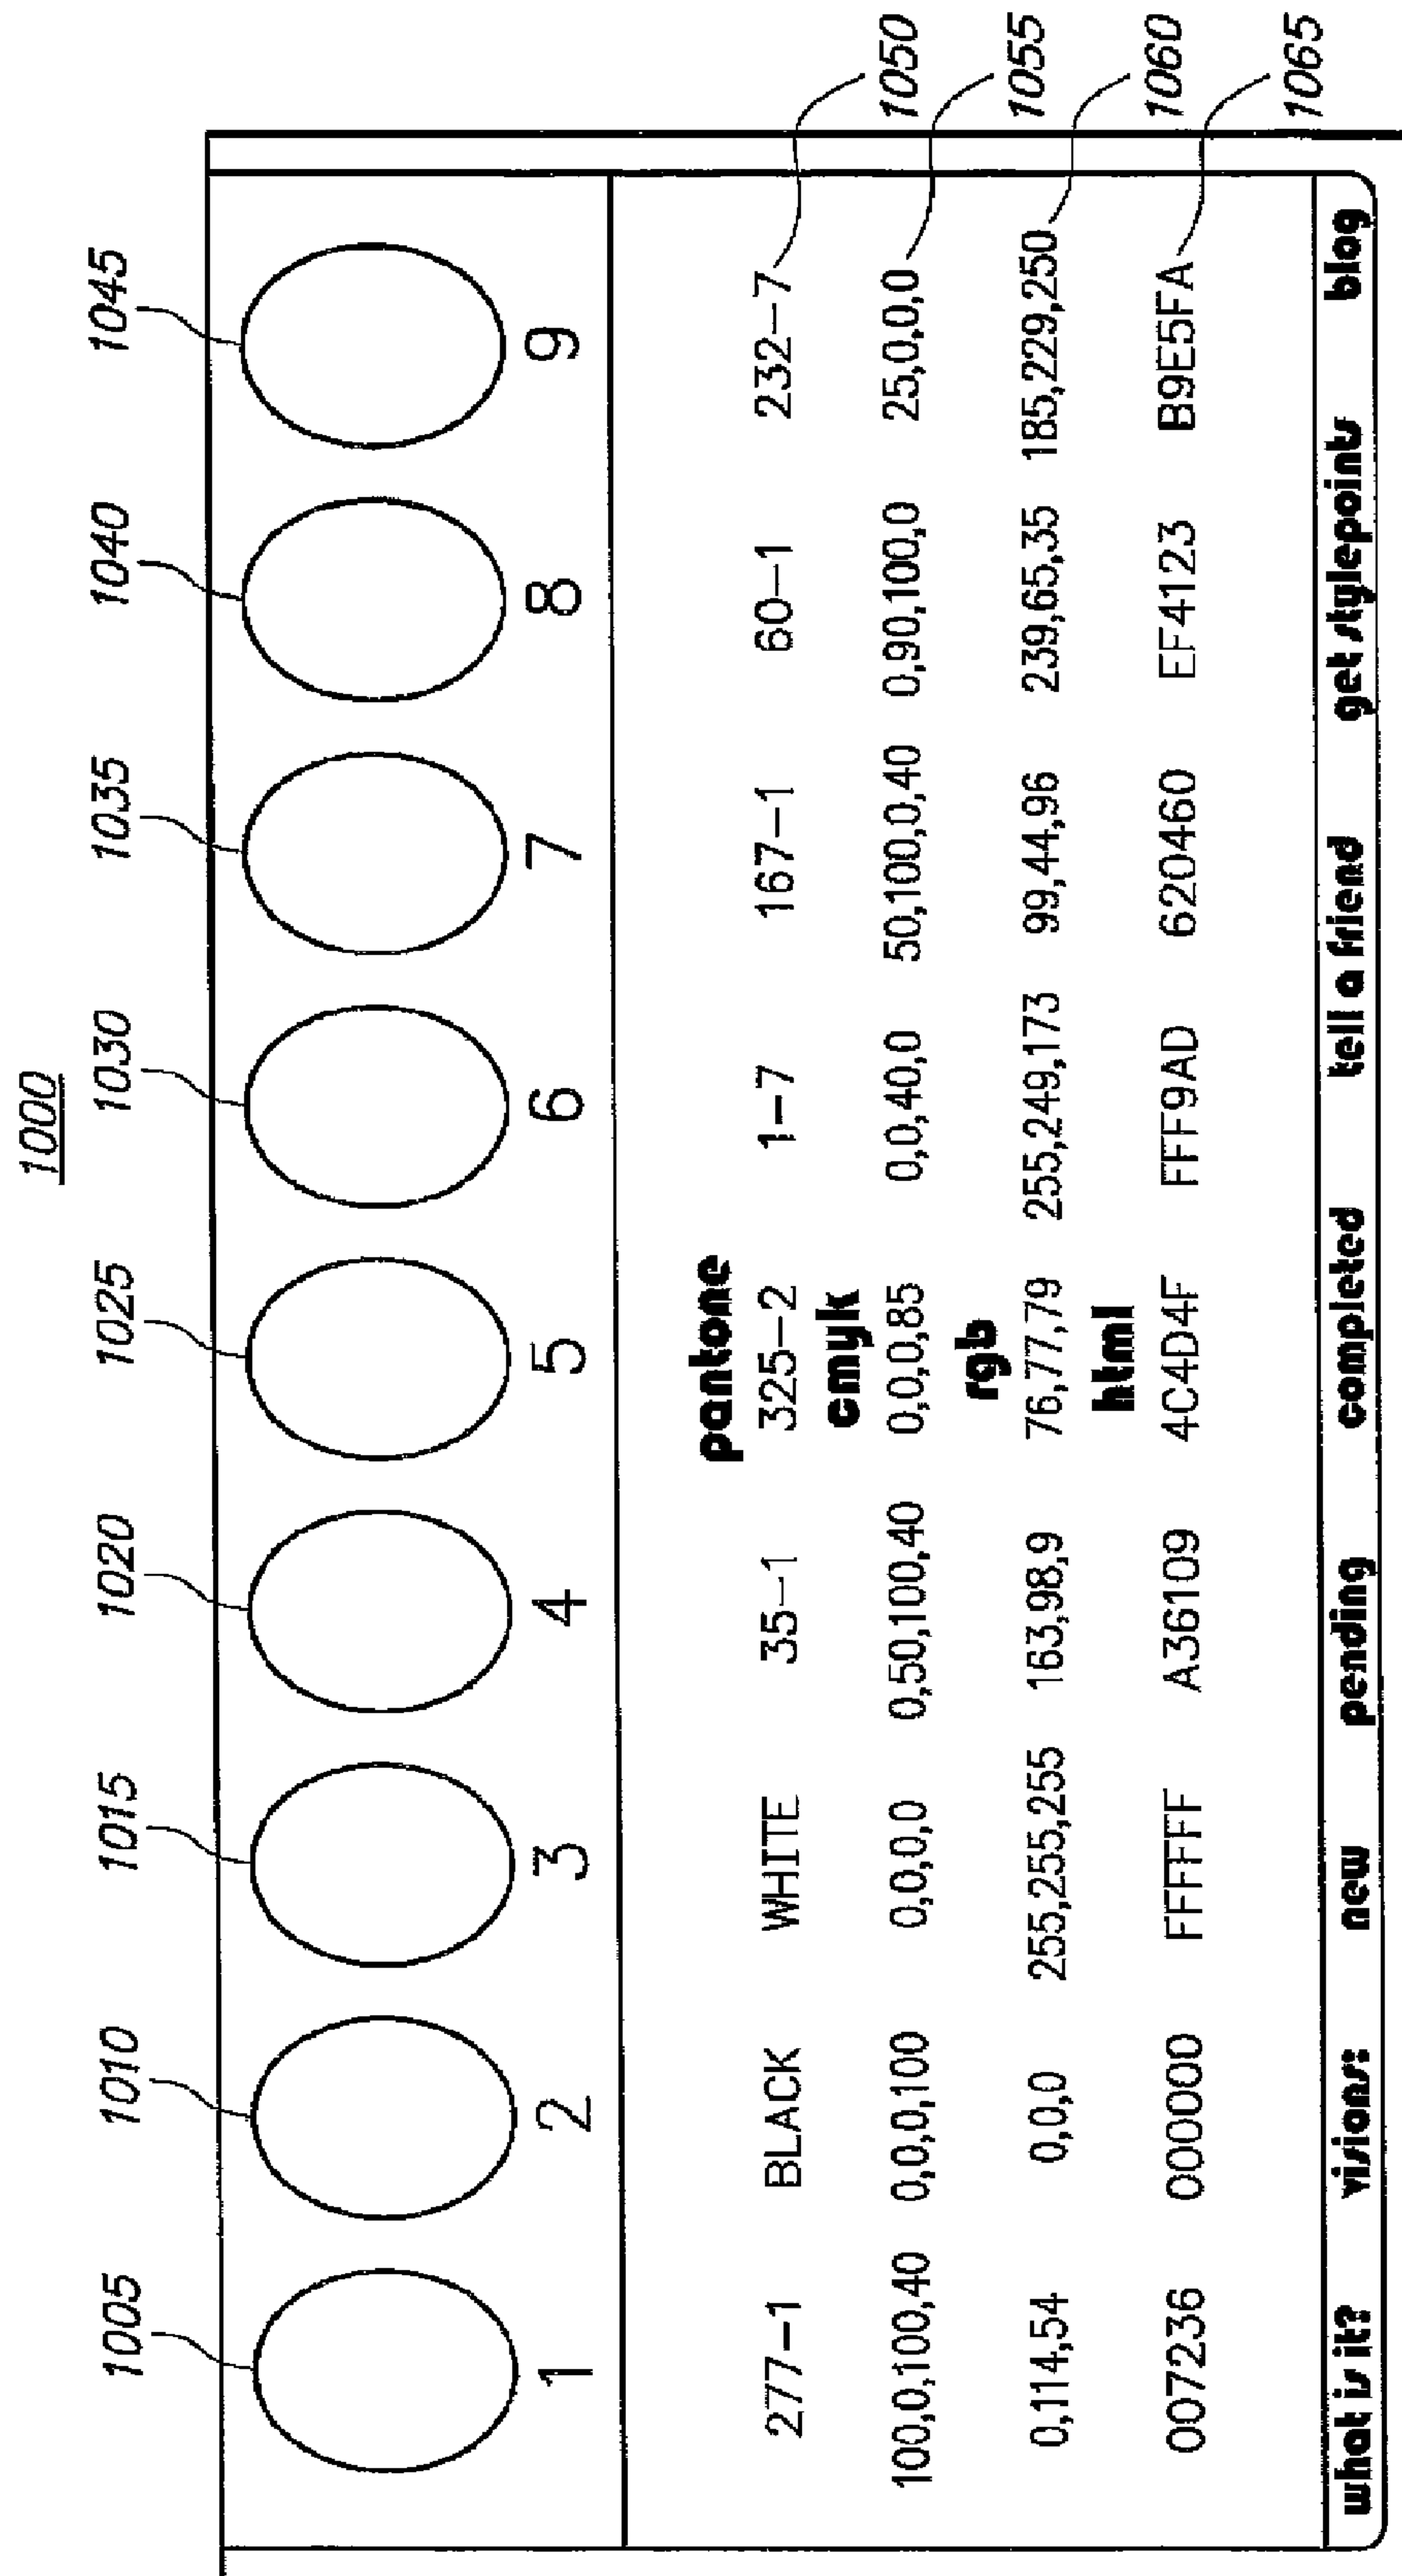 1000
1005 1010 1015 1020 1025 1030 1035 1040 1045
1 2 3 4 5 6 7 8 9
pantone
277-1 BLACK WHITE 35-1 325-2 1-7 167-1 60-1 232-7 1050
cmyk
100,0,100,40 0,0,0,100 0,0,0,0 0,50,100,40 0,0,0,85 0,0,40,0 50,100,0,40 0,90,100,0 25,0,0,0 1055
rgb
0,114,54 0,0,0 255,255,255 163,98,9 76,77,79 255,249,173 99,44,96 239,65,35 185,229,250 1060
html
007236 000000 FFFFFF A36109 4C4D4F FFF9AD 620460 EF4123 B9E5FA 1065
what is it? visions: new pending completed tell a friend get stylepoints blog